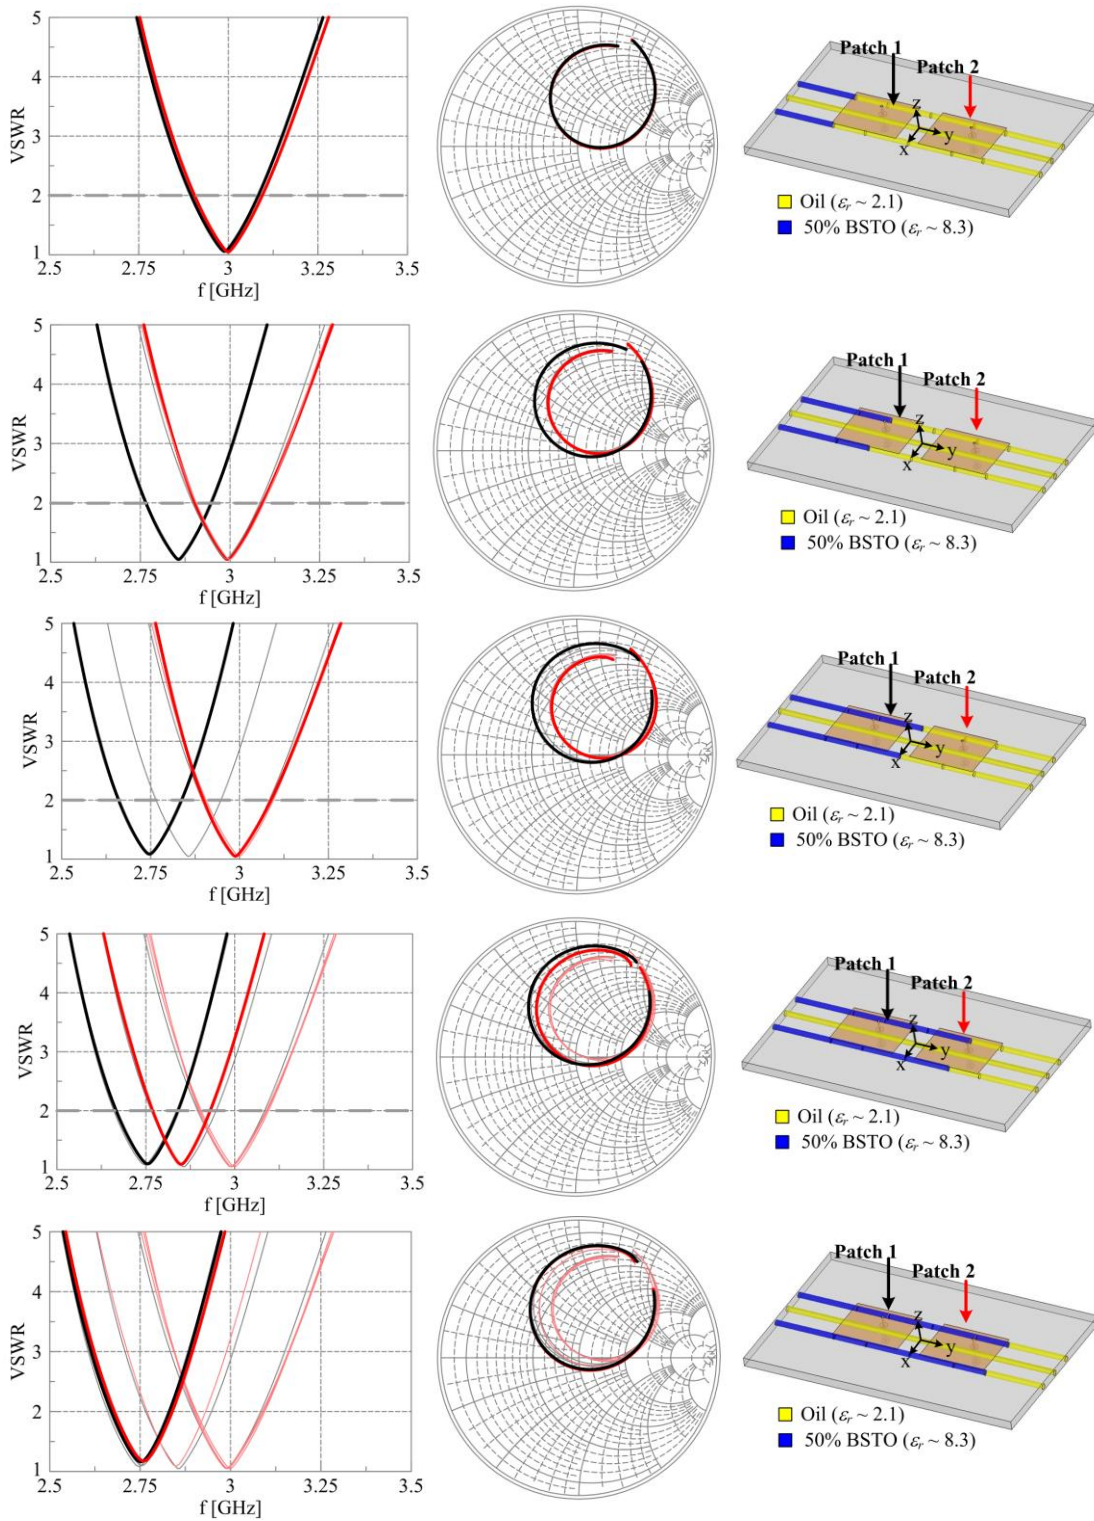 5
4
3
2
1
VSWR
2.5
2.75
3
3.25
3.5
f [GHz]
Patch 1
Patch 2
z
y
x
Oil (εr ~ 2.1)
50% BSTO (εr ~ 8.3)
5
4
3
2
1
VSWR
2.5
2.75
3
3.25
3.5
f [GHz]
Patch 1
Patch 2
z
y
x
Oil (εr ~ 2.1)
50% BSTO (εr ~ 8.3)
5
4
3
2
1
VSWR
2.5
2.75
3
3.25
3.5
f [GHz]
Patch 1
Patch 2
z
y
x
Oil (εr ~ 2.1)
50% BSTO (εr ~ 8.3)
5
4
3
2
1
VSWR
2.5
2.75
3
3.25
3.5
f [GHz]
Patch 1
Patch 2
z
y
x
Oil (εr ~ 2.1)
50% BSTO (εr ~ 8.3)
5
4
3
2
1
VSWR
2.5
2.75
3
3.25
3.5
f [GHz]
Patch 1
Patch 2
z
y
x
Oil (εr ~ 2.1)
50% BSTO (εr ~ 8.3)